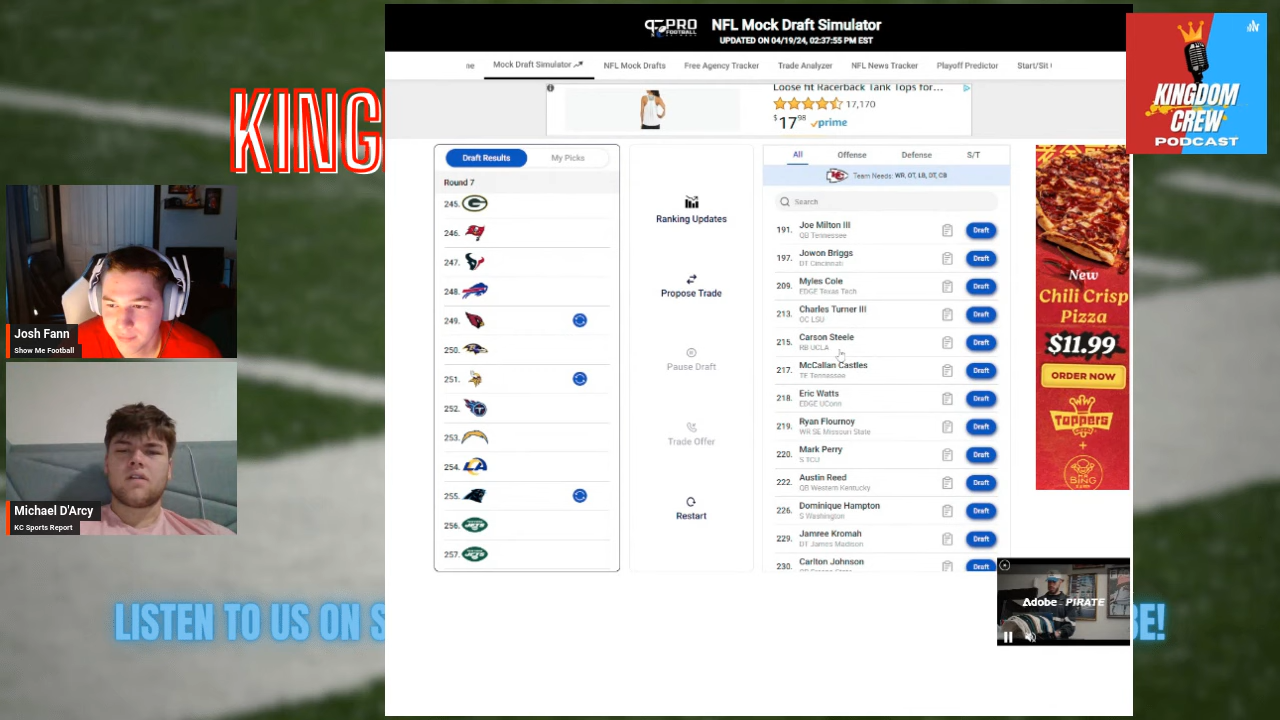 PRO
FOOTBALL
NETWORK
NFL Mock Draft Simulator
UPDATED ON 04/19/24, 02:37:55 PM EST
me
Mock Draft Simulator
NFL Mock Drafts
Free Agency Tracker
Trade Analyzer
NFL News Tracker
Playoff Predictor
Start/Sit
Loose fit Racerback Tank Tops for...
17,170
$17 98 prime
KING
KINGDOM
CREW
PODCAST
Draft Results
My Picks
Round 7
245.
246.
247.
248.
249.
250.
251.
252.
253.
254.
255.
256.
257.
Ranking Updates
Propose Trade
Pause Draft
Trade Offer
Restart
All
Offense
Defense
S/T
Team Needs: WR, OT, LB, DT, CB
Search
191. Joe Milton III Draft
QB Tennessee
197. Jowon Briggs Draft
DT Cincinnati
209. Myles Cole Draft
EDGE Texas Tech
213. Charles Turner III Draft
OC LSU
215. Carson Steele Draft
RB UCLA
217. McCallan Castles Draft
TE Tennessee
218. Eric Watts Draft
EDGE UConn
219. Ryan Flournoy Draft
WR SE Missouri State
220. Mark Perry Draft
S TCU
222. Austin Reed Draft
QB Western Kentucky
226. Dominique Hampton Draft
S Washington
229. Jamree Kromah Draft
DT James Madison
230. Carlton Johnson Draft
New
Chili Crisp
Pizza
$11.99
ORDER NOW
TOPPERS
+
BING
Josh Fann
Show Me Football
Michael D'Arcy
KC Sports Report
Adobe PIRATE
LISTEN TO US ON S
BE!